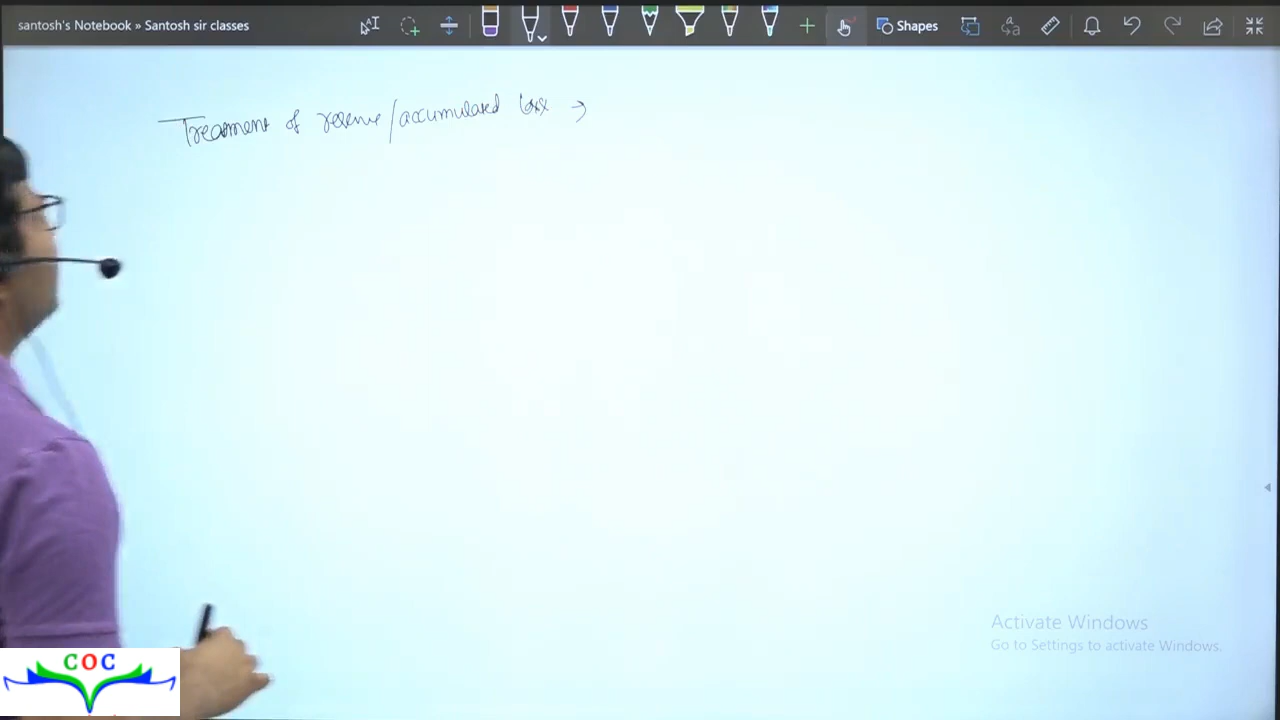 santosh's Notebook » Santosh sir classes
Shapes
Treatment of reserve/accumulated loss →
Activate Windows
Go to Settings to activate Windows.
COC